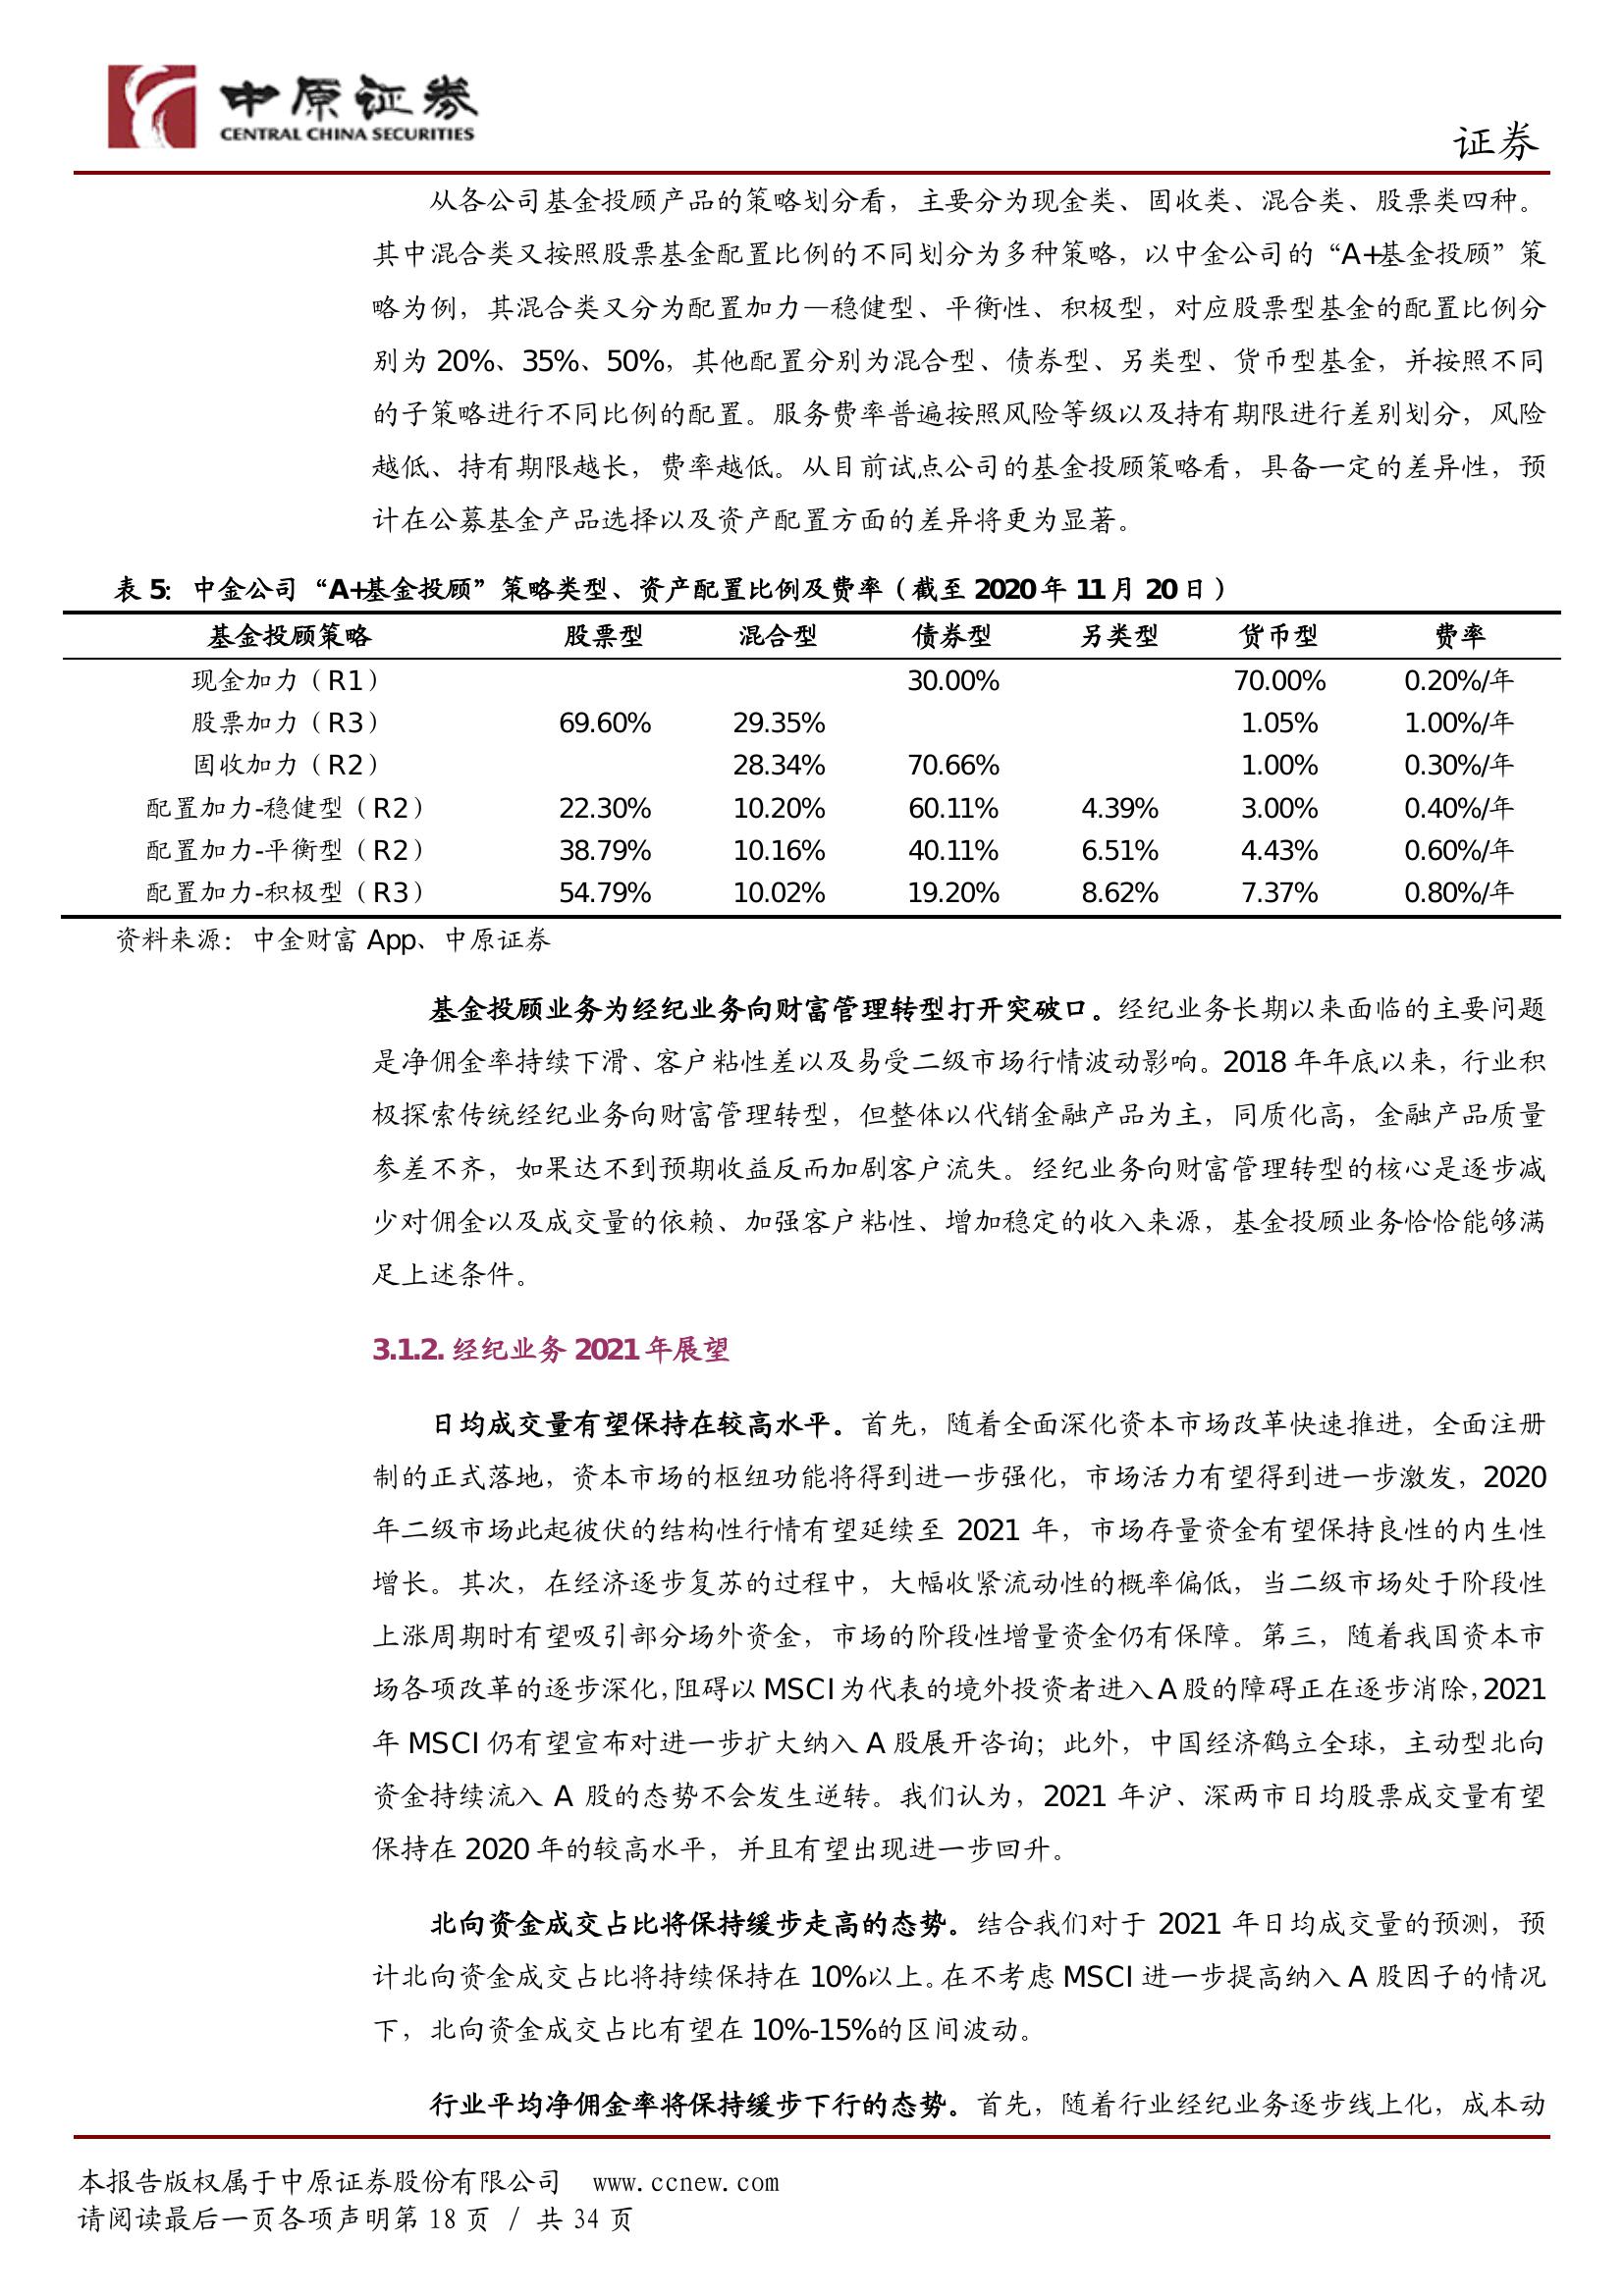 中原证券
CENTRAL CHINA SECURITIES
证券
从各公司基金投顾产品的策略划分看，主要分为现金类、固收类、混合类、股票类四种。
其中混合类又按照股票基金配置比例的不同划分为多种策略，以中金公司的“A+基金投顾”策
略为例，其混合类又分为配置加力—稳健型、平衡性、积极型，对应股票型基金的配置比例分
别为 20%、35%、50%，其他配置分别为混合型、债券型、另类型、货币型基金，并按照不同
的子策略进行不同比例的配置。服务费率普遍按照风险等级以及持有期限进行差别划分，风险
越低、持有期限越长，费率越低。从目前试点公司的基金投顾策略看，具备一定的差异性，预
计在公募基金产品选择以及资产配置方面的差异将更为显著。
表 5：中金公司“A+基金投顾”策略类型、资产配置比例及费率（截至 2020 年 11 月 20 日）
基金投顾策略 股票型 混合型 债券型 另类型 货币型 费率
现金加力（R1） 30.00% 70.00% 0.20%/年
股票加力（R3） 69.60% 29.35% 1.05% 1.00%/年
固收加力（R2） 28.34% 70.66% 1.00% 0.30%/年
配置加力-稳健型（R2） 22.30% 10.20% 60.11% 4.39% 3.00% 0.40%/年
配置加力-平衡型（R2） 38.79% 10.16% 40.11% 6.51% 4.43% 0.60%/年
配置加力-积极型（R3） 54.79% 10.02% 19.20% 8.62% 7.37% 0.80%/年
资料来源：中金财富 App、中原证券
基金投顾业务为经纪业务向财富管理转型打开突破口。经纪业务长期以来面临的主要问题
是净佣金率持续下滑、客户粘性差以及易受二级市场行情波动影响。2018 年年底以来，行业积
极探索传统经纪业务向财富管理转型，但整体以代销金融产品为主，同质化高，金融产品质量
参差不齐，如果达不到预期收益反而加剧客户流失。经纪业务向财富管理转型的核心是逐步减
少对佣金以及成交量的依赖、加强客户粘性、增加稳定的收入来源，基金投顾业务恰恰能够满
足上述条件。
3.1.2. 经纪业务 2021 年展望
日均成交量有望保持在较高水平。首先，随着全面深化资本市场改革快速推进，全面注册
制的正式落地，资本市场的枢纽功能将得到进一步强化，市场活力有望得到进一步激发，2020
年二级市场此起彼伏的结构性行情有望延续至 2021 年，市场存量资金有望保持良性的内生性
增长。其次，在经济逐步复苏的过程中，大幅收紧流动性的概率偏低，当二级市场处于阶段性
上涨周期时有望吸引部分场外资金，市场的阶段性增量资金仍有保障。第三，随着我国资本市
场各项改革的逐步深化，阻碍以 MSCI 为代表的境外投资者进入 A 股的障碍正在逐步消除，2021
年 MSCI 仍有望宣布对进一步扩大纳入 A 股展开咨询；此外，中国经济鹤立全球，主动型北向
资金持续流入 A 股的态势不会发生逆转。我们认为，2021 年沪、深两市日均股票成交量有望
保持在 2020 年的较高水平，并且有望出现进一步回升。
北向资金成交占比将保持缓步走高的态势。结合我们对于 2021 年日均成交量的预测，预
计北向资金成交占比将持续保持在 10%以上。在不考虑 MSCI 进一步提高纳入 A 股因子的情况
下，北向资金成交占比有望在 10%-15%的区间波动。
行业平均净佣金率将保持缓步下行的态势。首先，随着行业经纪业务逐步线上化，成本动
本报告版权属于中原证券股份有限公司 www.ccnew.com
请阅读最后一页各项声明第 18 页 / 共 34 页